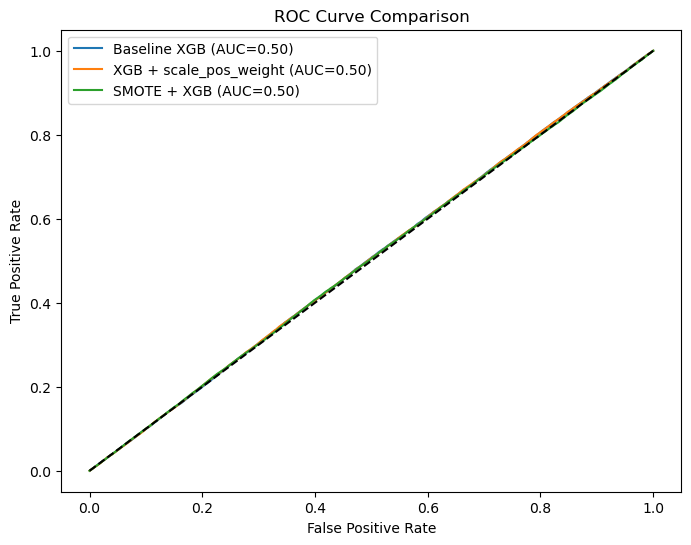 ROC Curve Comparison
Baseline XGB (AUC=0.50)
XGB + scale_pos_weight (AUC=0.50)
SMOTE + XGB (AUC=0.50)
True Positive Rate
1.0
0.8
0.6
0.4
0.2
0.0
0.0 0.2 0.4 0.6 0.8 1.0
False Positive Rate